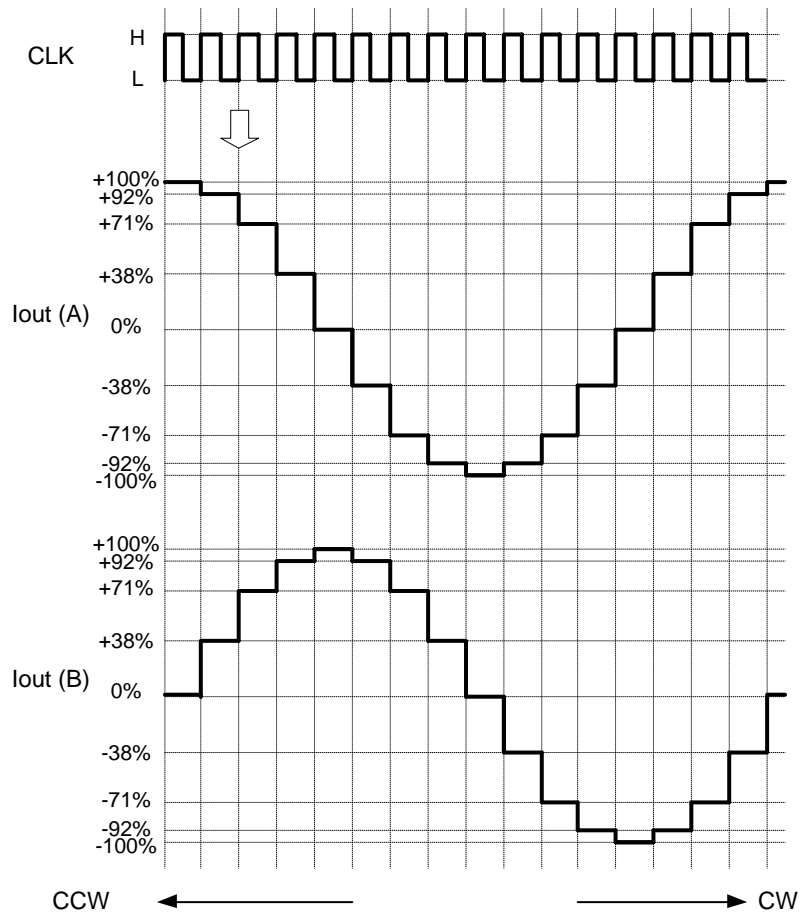 H
CLK
L
+100%
+92%
+71%
+38%
Iout (A)
0%
-38%
-71%
-92%
-100%
+100%
+92%
+71%
+38%
Iout (B)
0%
-38%
-71%
-92%
-100%
CCW
CW